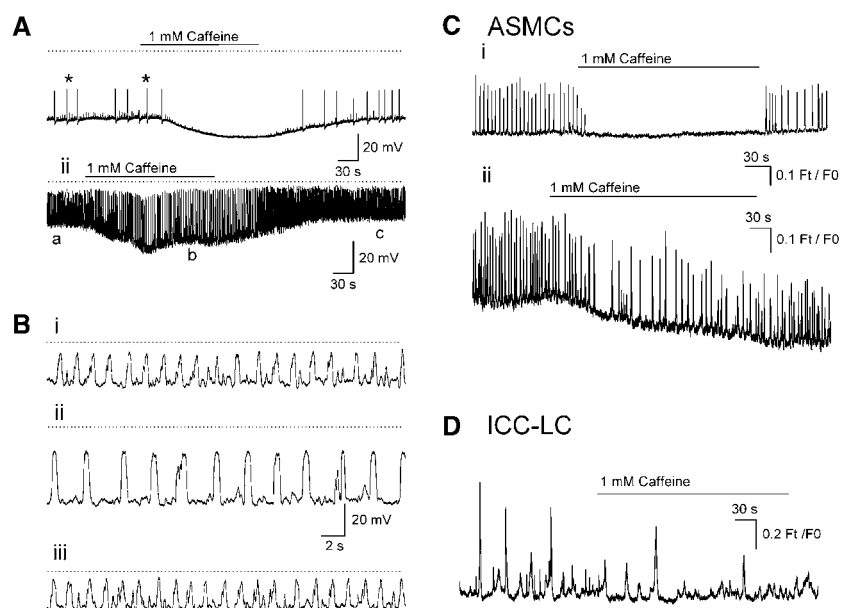 A
1 mM Caffeine
*
*
20 mV
30 s
ii
1 mM Caffeine
a
b
c
20 mV
30 s
B
i
ii
20 mV
2 s
iii
C ASMCs
i
1 mM Caffeine
30 s
0.1 Ft / F0
ii
1 mM Caffeine
30 s
0.1 Ft / F0
D ICC-LC
1 mM Caffeine
30 s
0.2 Ft /F0